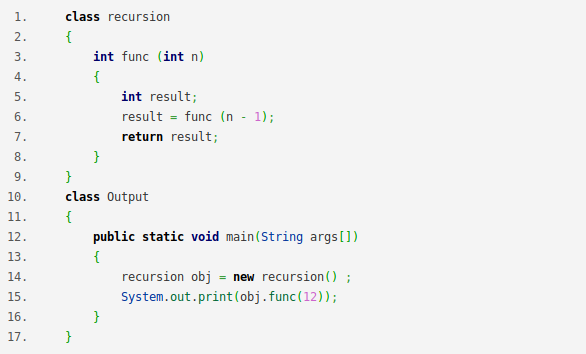 1. class recursion
2. {
3. int func (int n)
4. {
5. int result;
6. result = func (n - 1);
7. return result;
8. }
9. }
10. class Output
11. {
12. public static void main(String args[])
13. {
14. recursion obj = new recursion() ;
15. System.out.print(obj.func(12));
16. }
17. }